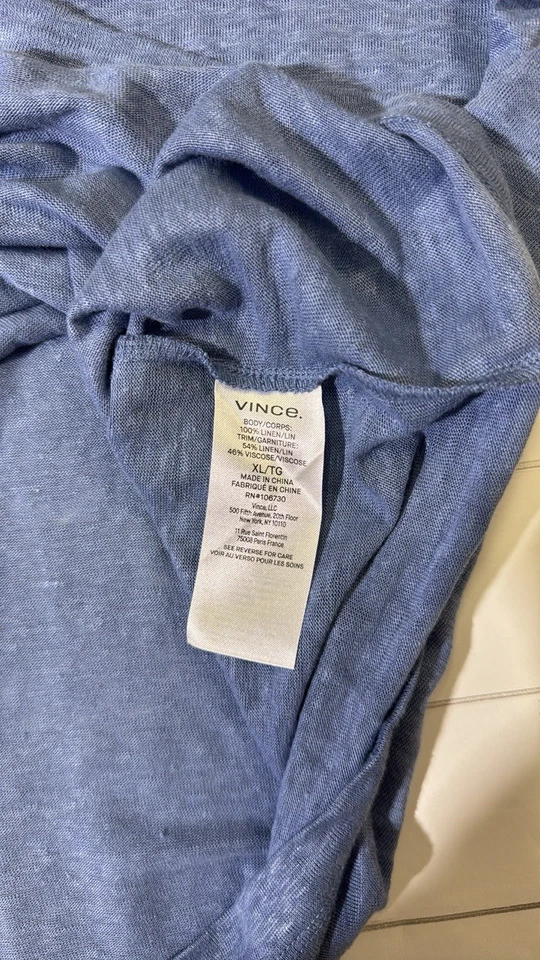 VINCe.
BODY/CORPS:
100% LINEN/LIN
TRIM/GARNITURE:
54% LINEN/LIN
46% VISCOSE/VISCOSE
XL/TG
MADE IN CHINA
FABRIQUÉ EN CHINE
RN#106730
Vince, LLC
500 Fifth Avenue, 20th Floor
New York, NY 10110
11 Rue Saint Florentin
75008 Paris France
SEE REVERSE FOR CARE
VOIR AU VERSO POUR LES SOINS